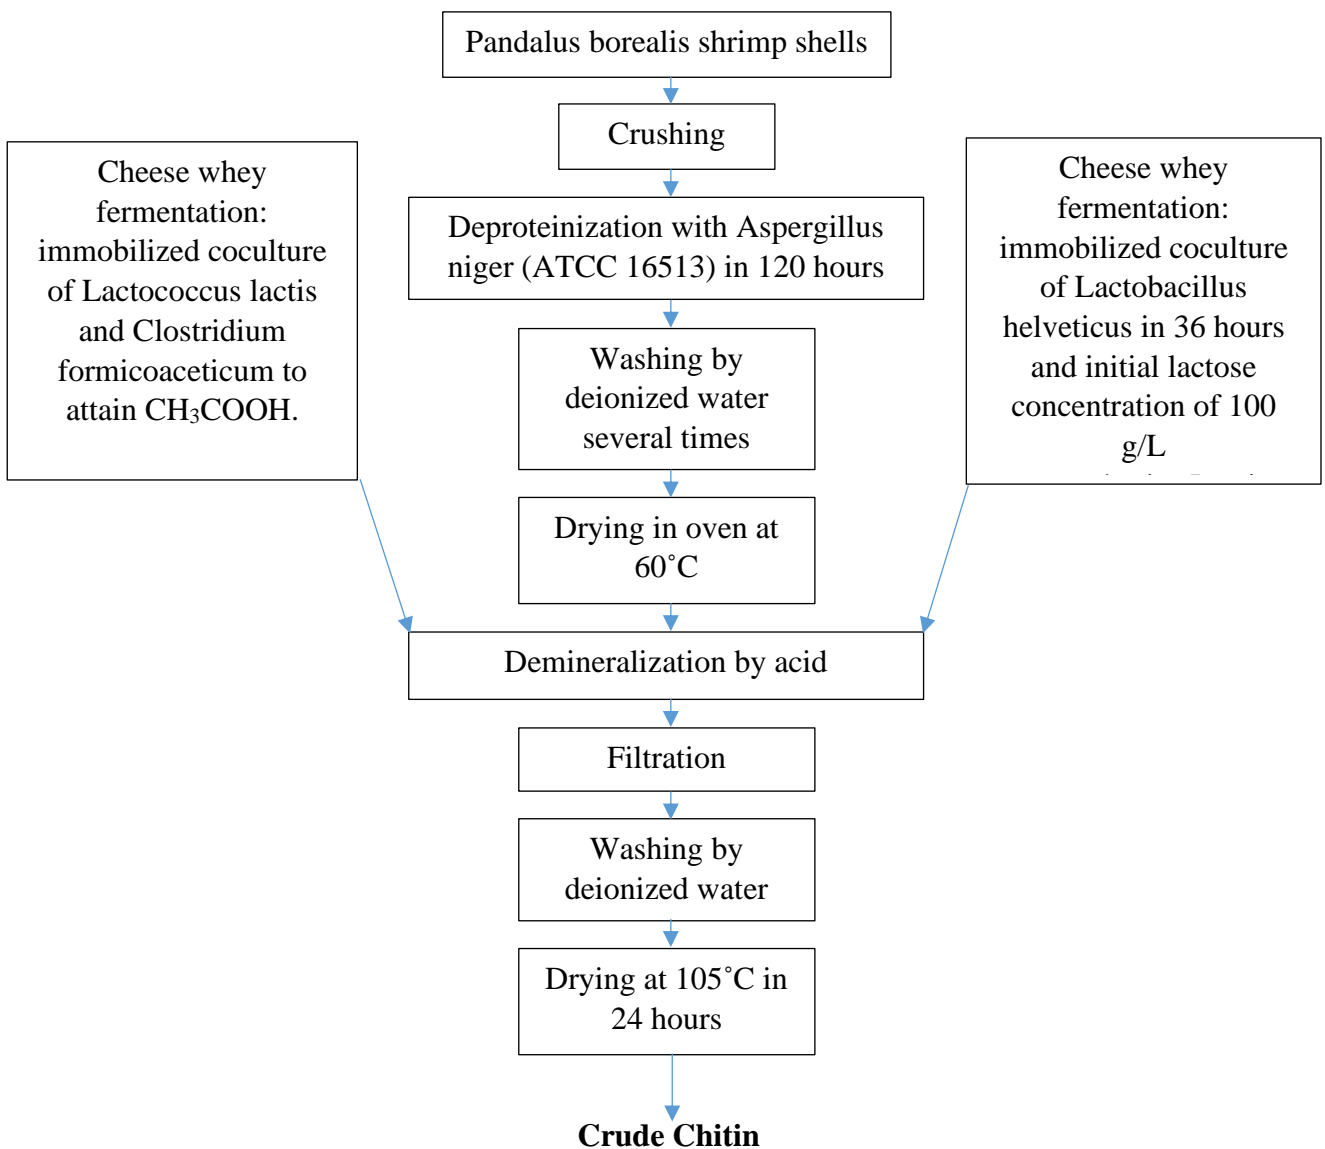 Pandalus borealis shrimp shells
Crushing
Cheese whey
fermentation:
immobilized coculture
of Lactococcus lactis
and Clostridium
formicoaceticum to
attain CH₃COOH.
Cheese whey
fermentation:
immobilized coculture
of Lactobacillus
helveticus in 36 hours
and initial lactose
concentration of 100
g/L
Deproteinization with Aspergillus
niger (ATCC 16513) in 120 hours
Washing by
deionized water
several times
Drying in oven at
60˚C
Demineralization by acid
Filtration
Washing by
deionized water
Drying at 105˚C in
24 hours
Crude Chitin